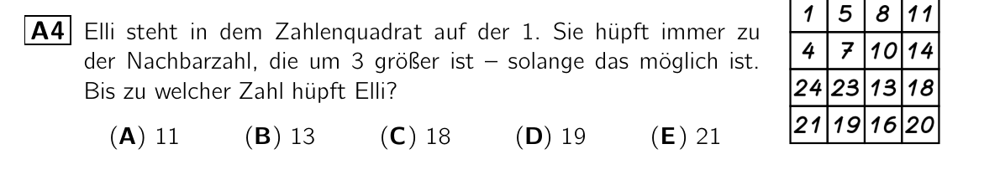 A4 Elli steht in dem Zahlenquadrat auf der 1. Sie hüpft immer zu
der Nachbarzahl, die um 3 größer ist – solange das möglich ist.
Bis zu welcher Zahl hüpft Elli?
(A) 11 (B) 13 (C) 18 (D) 19 (E) 21
1 5 8 11
4 7 10 14
24 23 13 18
21 19 16 20